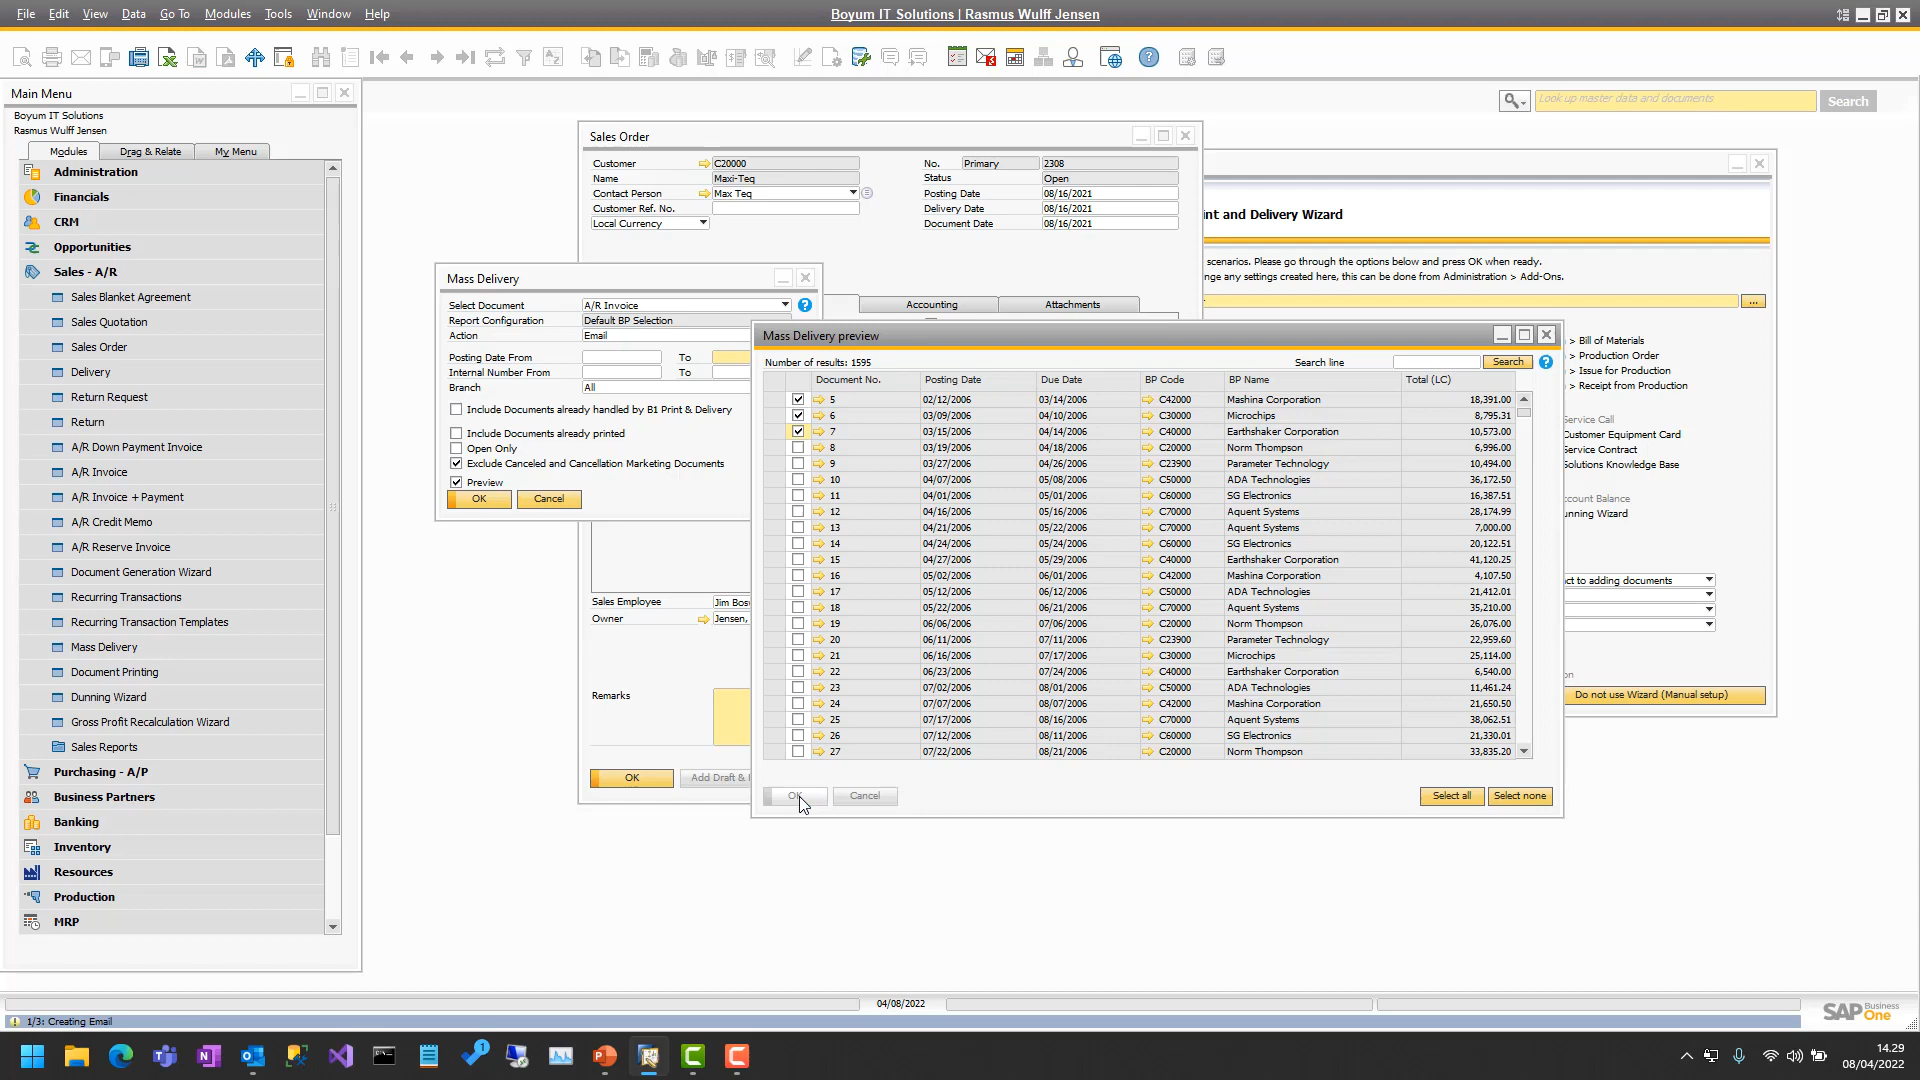 File Edit View Data Go To Modules Tools Window Help
Boyum IT Solutions | Rasmus Wulff Jensen
Look up master data and documents
Search
Main Menu
Boyum IT Solutions
Rasmus Wulff Jensen
Modules Drag & Relate My Menu
Administration
Financials
CRM
Opportunities
Sales - A/R
Sales Blanket Agreement
Sales Quotation
Sales Order
Delivery
Return Request
Return
A/R Down Payment Invoice
A/R Invoice
A/R Invoice + Payment
A/R Credit Memo
A/R Reserve Invoice
Document Generation Wizard
Recurring Transactions
Recurring Transaction Templates
Mass Delivery
Document Printing
Dunning Wizard
Gross Profit Recalculation Wizard
Sales Reports
Purchasing - A/P
Business Partners
Banking
Inventory
Resources
Production
MRP
Sales Order
Customer C20000 No. Primary 2308
Name Maxi-Teq Status Open
Contact Person Max Teq Posting Date 08/16/2021
Customer Ref. No. Delivery Date 08/16/2021
Local Currency Document Date 08/16/2021
Accounting Attachments
Sales Employee Jim Bosw
Owner Jensen,
Remarks
OK Add Draft &
int and Delivery Wizard
scenarios. Please go through the options below and press OK when ready.
nge any settings created here, this can be done from Administration > Add-Ons.
...
> Bill of Materials
> Production Order
> Issue for Production
> Receipt from Production
Service Call
Customer Equipment Card
Service Contract
Solutions Knowledge Base
ccount Balance
unning Wizard
ct to adding documents
on
Do not use Wizard (Manual setup)
Mass Delivery
Select Document A/R Invoice
Report Configuration Default BP Selection
Action Email
Posting Date From To
Internal Number From To
Branch All
Include Documents already handled by B1 Print & Delivery
Include Documents already printed
Open Only
Exclude Canceled and Cancellation Marketing Documents
Preview
OK Cancel
Mass Delivery preview
Number of results: 1595 Search line Search
Document No. Posting Date Due Date BP Code BP Name Total (LC)
5 02/12/2006 03/14/2006 C42000 Mashina Corporation 18,391.00
6 03/09/2006 04/10/2006 C30000 Microchips 8,795.31
7 03/15/2006 04/14/2006 C40000 Earthshaker Corporation 10,573.00
8 03/19/2006 04/18/2006 C20000 Norm Thompson 6,996.00
9 03/27/2006 04/26/2006 C23900 Parameter Technology 10,494.00
10 04/07/2006 05/08/2006 C50000 ADA Technologies 36,172.50
11 04/01/2006 05/01/2006 C60000 SG Electronics 16,387.51
12 04/16/2006 05/16/2006 C70000 Aquent Systems 28,174.99
13 04/21/2006 05/22/2006 C70000 Aquent Systems 7,000.00
14 04/24/2006 05/24/2006 C60000 SG Electronics 20,122.51
15 04/27/2006 05/29/2006 C40000 Earthshaker Corporation 41,120.25
16 05/02/2006 06/01/2006 C42000 Mashina Corporation 4,107.50
17 05/12/2006 06/12/2006 C50000 ADA Technologies 21,412.01
18 05/22/2006 06/21/2006 C70000 Aquent Systems 35,210.00
19 06/06/2006 07/06/2006 C20000 Norm Thompson 26,076.00
20 06/11/2006 07/11/2006 C23900 Parameter Technology 22,959.60
21 06/16/2006 07/17/2006 C30000 Microchips 25,114.00
22 06/23/2006 07/24/2006 C40000 Earthshaker Corporation 6,540.00
23 07/02/2006 08/01/2006 C50000 ADA Technologies 11,461.24
24 07/07/2006 08/07/2006 C42000 Mashina Corporation 21,650.50
25 07/17/2006 08/16/2006 C70000 Aquent Systems 38,062.51
26 07/12/2006 08/11/2006 C60000 SG Electronics 21,330.01
27 07/22/2006 08/21/2006 C20000 Norm Thompson 33,835.20
OK Cancel Select all Select none
04/08/2022
1/3: Creating Email
SAP Business One
1
14.29
08/04/2022